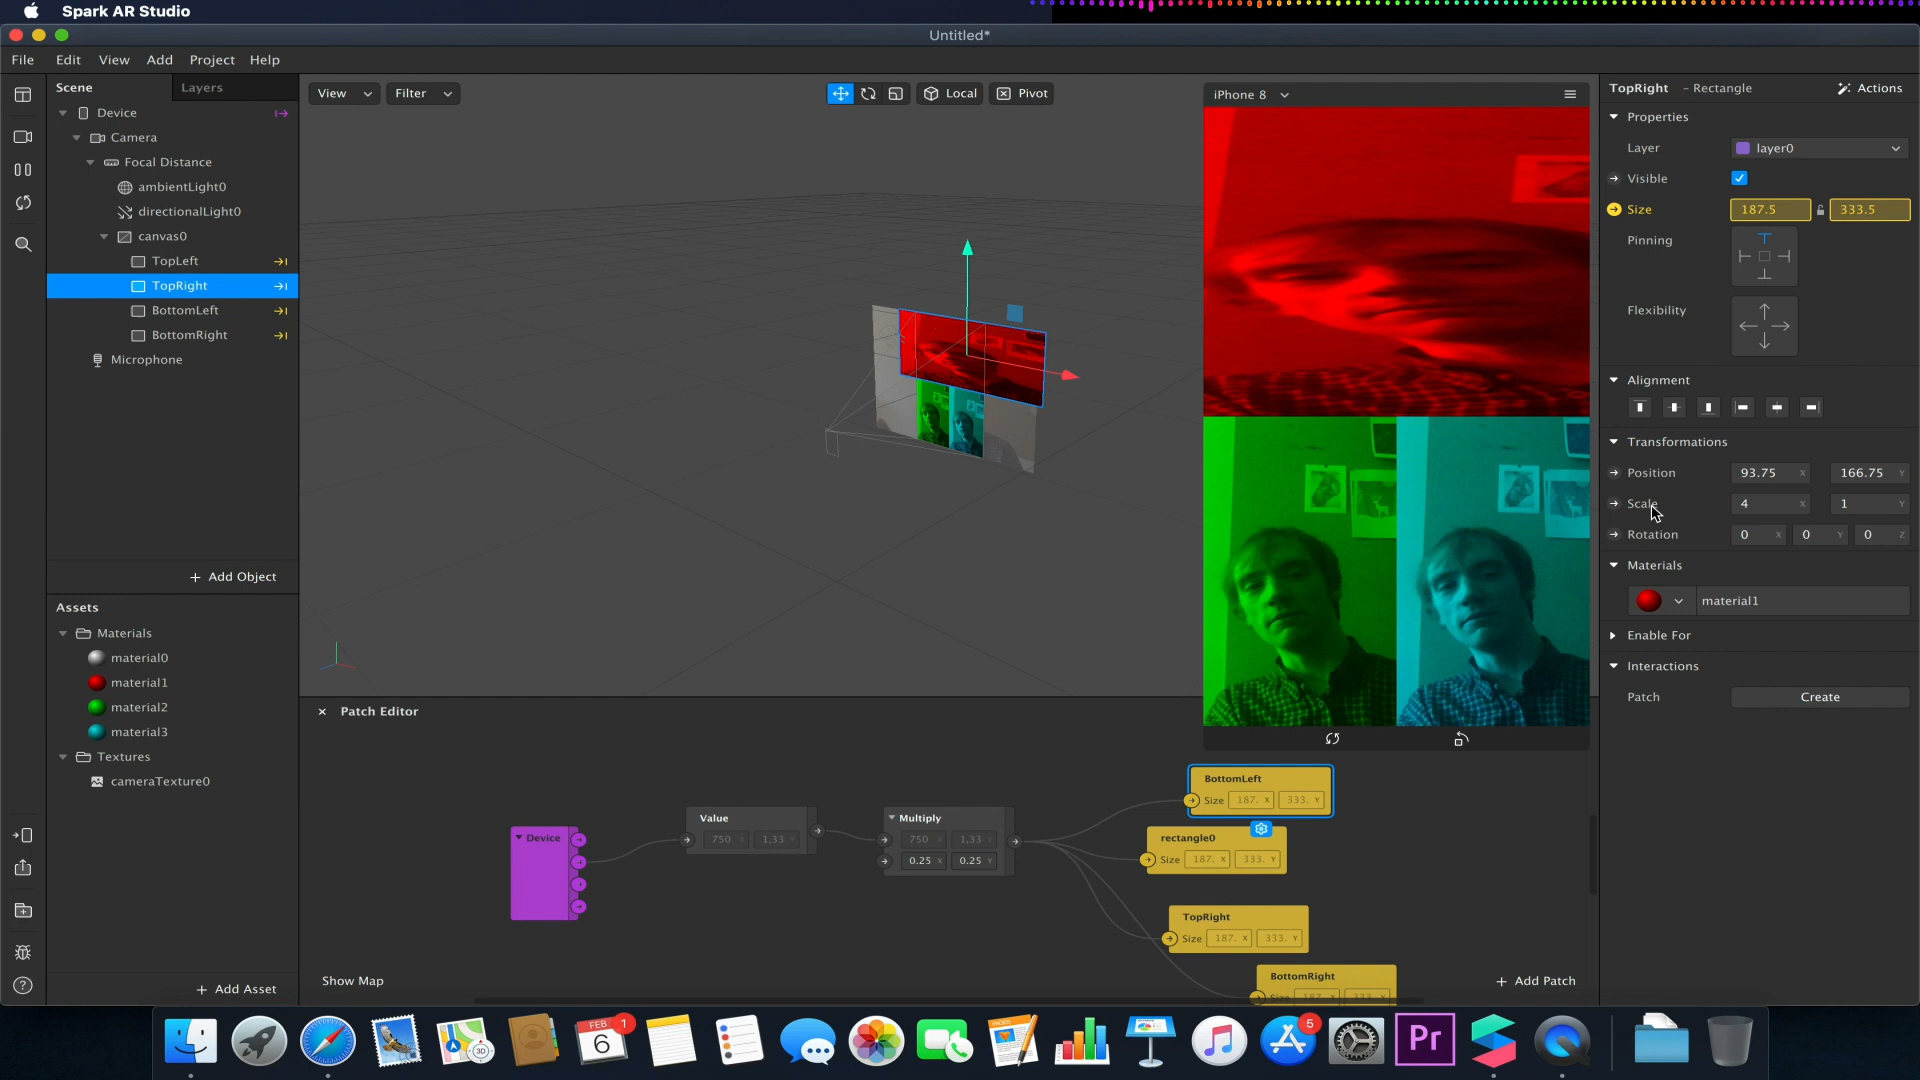 Spark AR Studio
Untitled*
File Edit View Add Project Help
Scene Layers
Device
Camera
Focal Distance
ambientLight0
directionalLight0
canvas0
TopLeft
TopRight
BottomLeft
BottomRight
Microphone
+ Add Object
Assets
Materials
material0
material1
material2
material3
Textures
cameraTexture0
+ Add Asset
View Filter Local Pivot
iPhone 8
Patch Editor
Device
Value
750 X 1,33 Y
Multiply
750 X 1,33 Y
0.25 X 0.25 Y
BottomLeft
Size 187. X 333. Y
rectangle0
Size 187. X 333. Y
TopRight
Size 187. X 333. Y
BottomRight
Size 187. X 333. Y
Show Map
+ Add Patch
TopRight - Rectangle Actions
Properties
Layer layer0
Visible
Size 187.5 333.5
Pinning
Flexibility
Alignment
Transformations
Position 93.75 X 166.75 Y
Scale 4 X 1 Y
Rotation 0 X 0 Y 0 Z
Materials
material1
Enable For
Interactions
Patch Create
3D
FEB
6
1
5
Pr